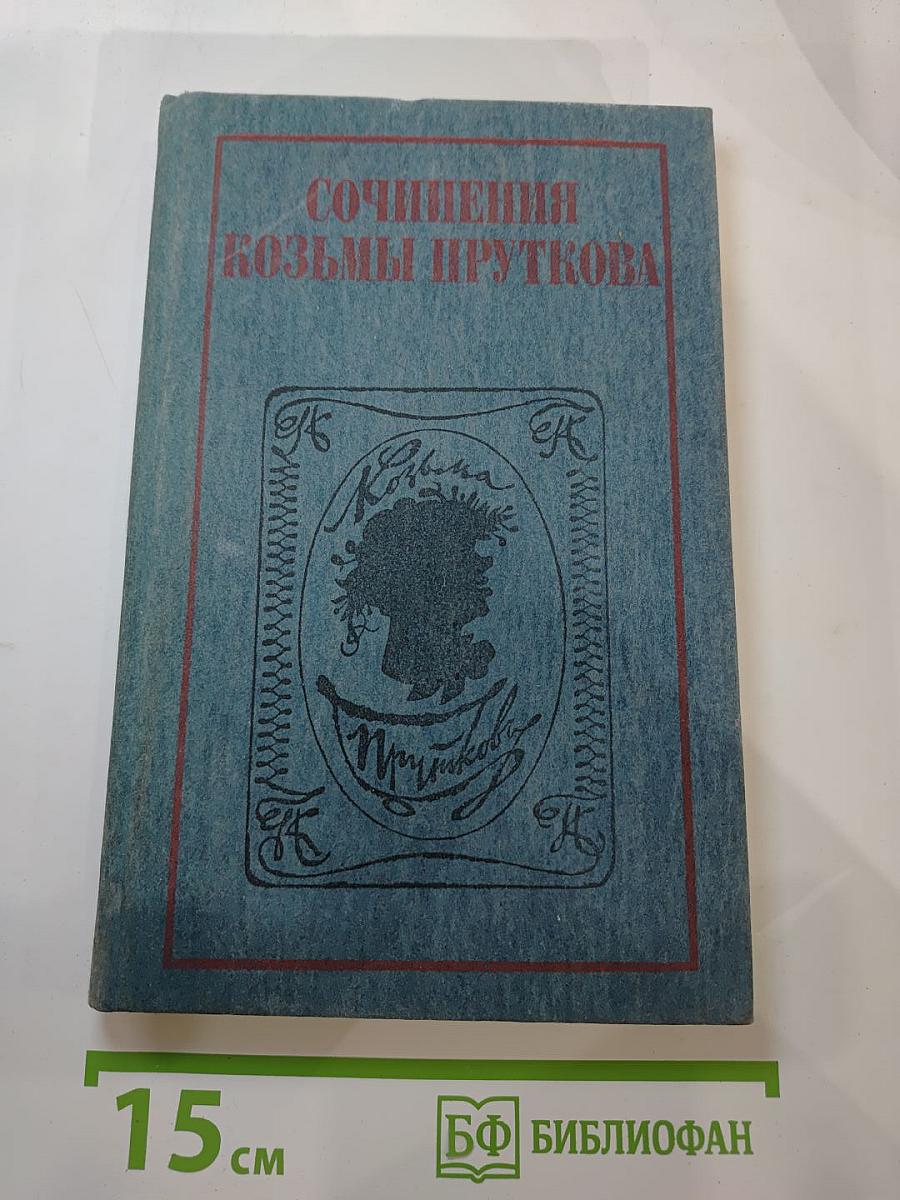 СОЧИНЕНИЯ
КОЗЬМЫ ПРУТКОВА
Козьма
Прутковъ
15 см
БФ БИБЛИОФАН